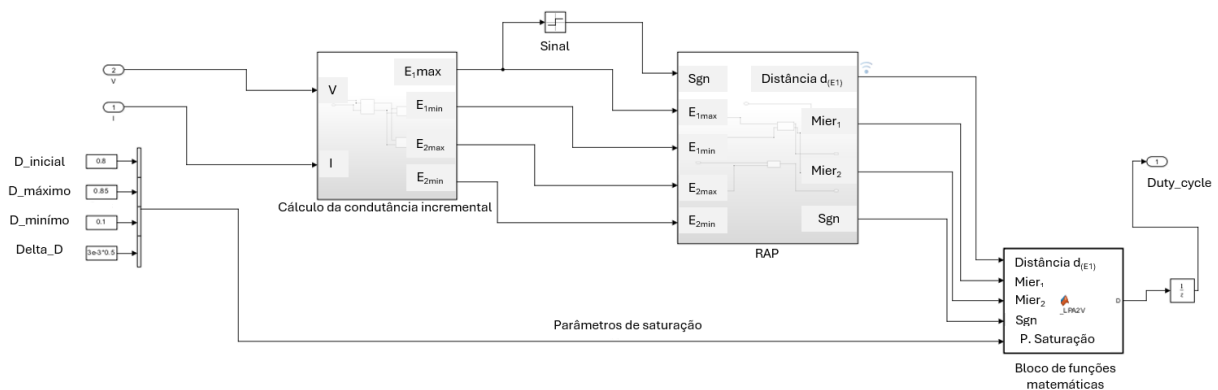 Sinal
2
V
1
I
D_inicial
0.8
D_máximo
0.85
D_minímo
0.1
Delta_D
3e-3*0.5
V
I
E₁max
E₁min
E₂max
E₂min
Cálculo da condutância incremental
Sgn
E₁max
E₁min
E₂max
E₂min
Distância d(E1)
Mier₁
Mier₂
Sgn
RAP
Parâmetros de saturação
Distância d(E1)
Mier₁
Mier₂
Sgn
P. Saturação
_LPA2V
D
Bloco de funções
matemáticas
1
z
1
Duty_cycle